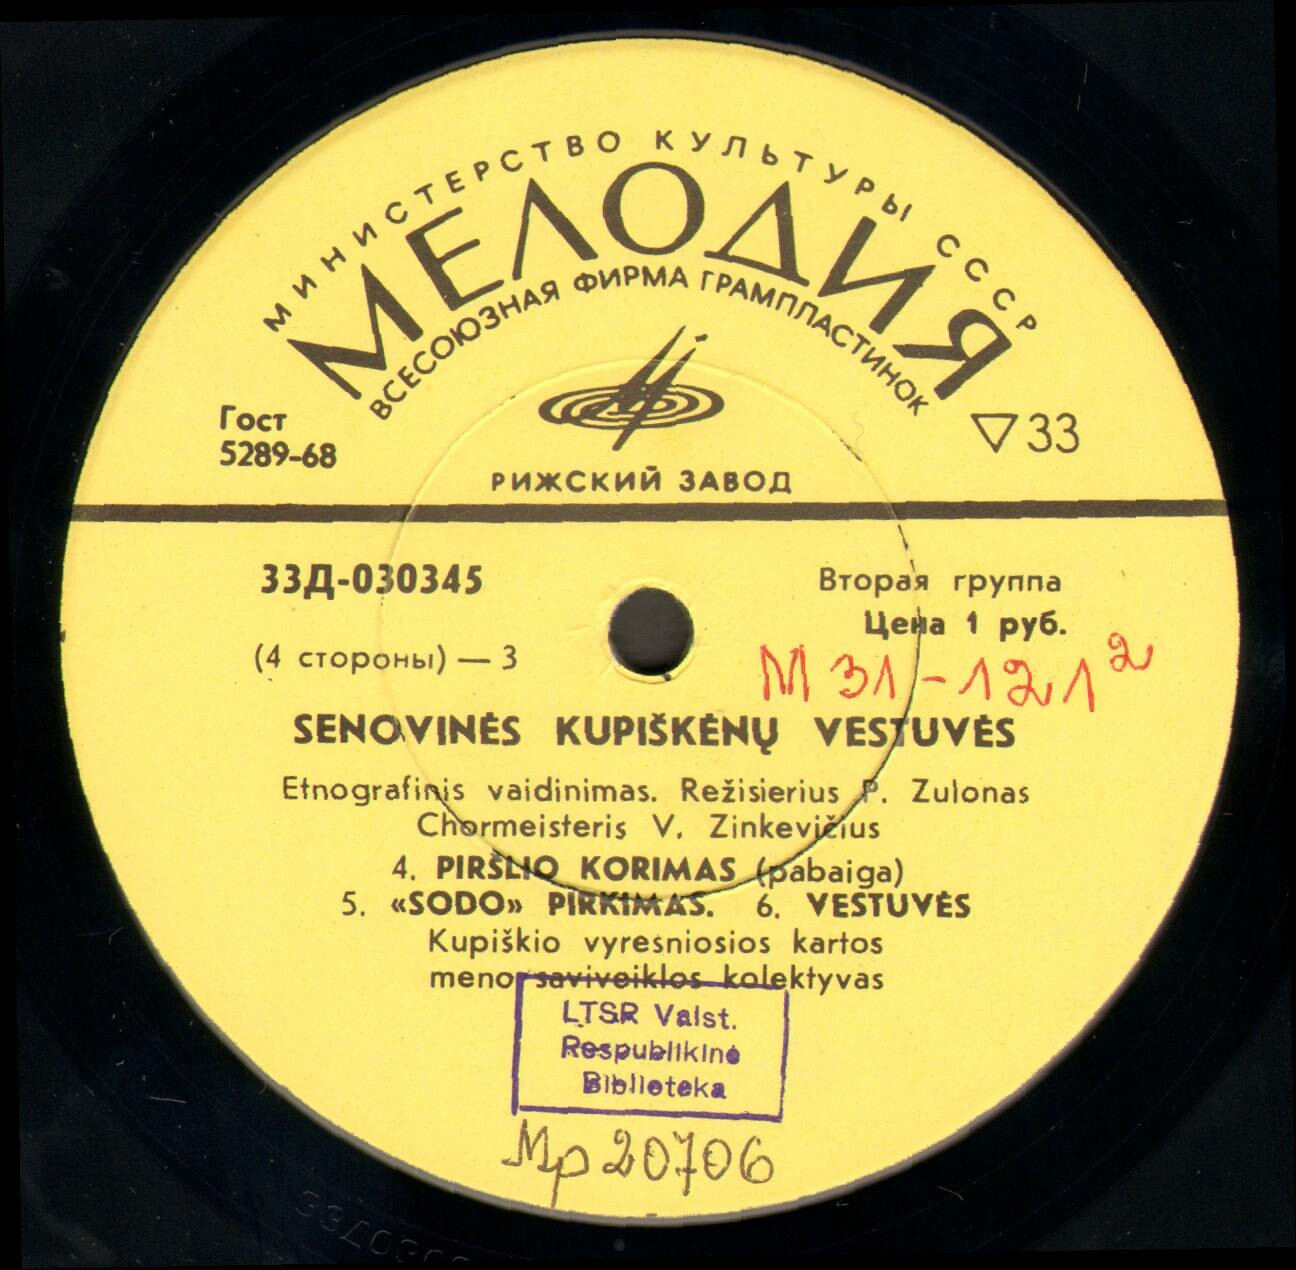 МИНИСТЕРСТВО КУЛЬТУРЫ СССР
МЕЛОДИЯ
ВСЕСОЮЗНАЯ ФИРМА ГРАМПЛАСТИНОК
Гост
5289-68
▽33
РИЖСКИЙ ЗАВОД
33Д-030345
Вторая группа
Цена 1 руб.
(4 стороны) — 3
М 31-121²
SENOVINĖS KUPIŠKĖNŲ VESTUVĖS
Etnografinis vaidinimas. Režisierius P. Zulonas
Chormeisteris V. Zinkevičius
4. PIRŠLIO KORIMAS (pabaiga)
5. «SODO» PIRKIMAS. 6. VESTUVĖS
Kupiškio vyresniosios kartos
meno saviveiklos kolektyvas
LTSR Valst.
Respublikinė
Biblioteka
Mp 20706